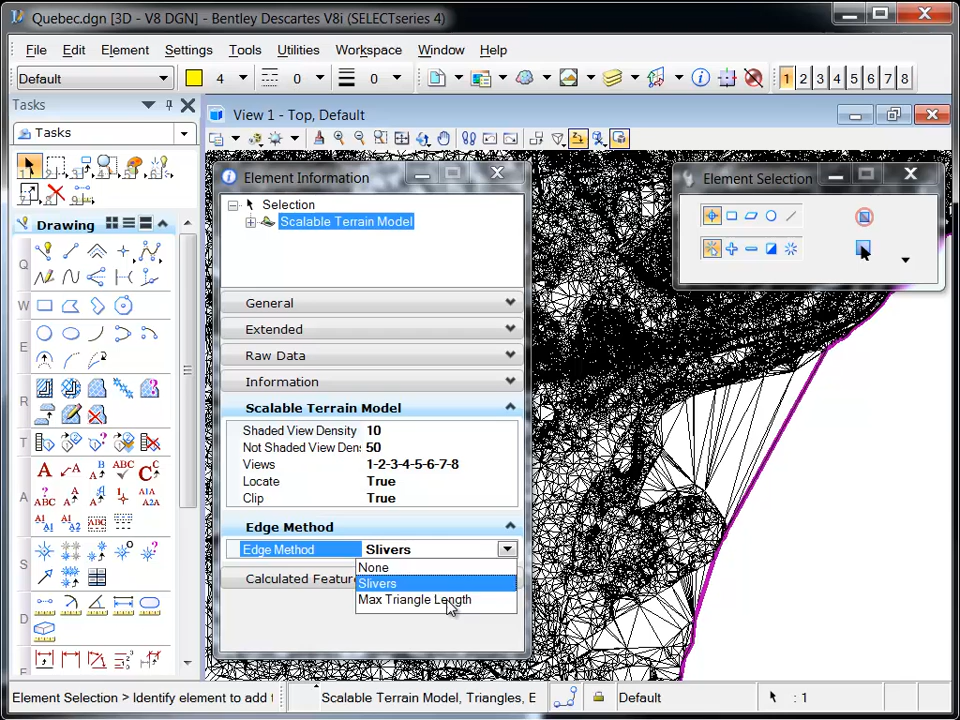 Quebec.dgn [3D - V8 DGN] - Bentley Descartes V8i (SELECTseries 4)
File Edit Element Settings Tools Utilities Workspace Window Help
Default 4 0 0 1 2 3 4 5 6 7 8
Tasks
View 1 - Top, Default
Tasks
Element Information
Element Selection
Selection
Scalable Terrain Model
Drawing
Q
W
E
R
T
A
S
D
F
General
Extended
Raw Data
Information
Scalable Terrain Model
Shaded View Density 10
Not Shaded View Den: 50
Views 1-2-3-4-5-6-7-8
Locate True
Clip True
Edge Method
Edge Method Slivers
None
Slivers
Max Triangle Length
Calculated Featur
Element Selection > Identify element to add t
Scalable Terrain Model, Triangles, E
Default
: 1